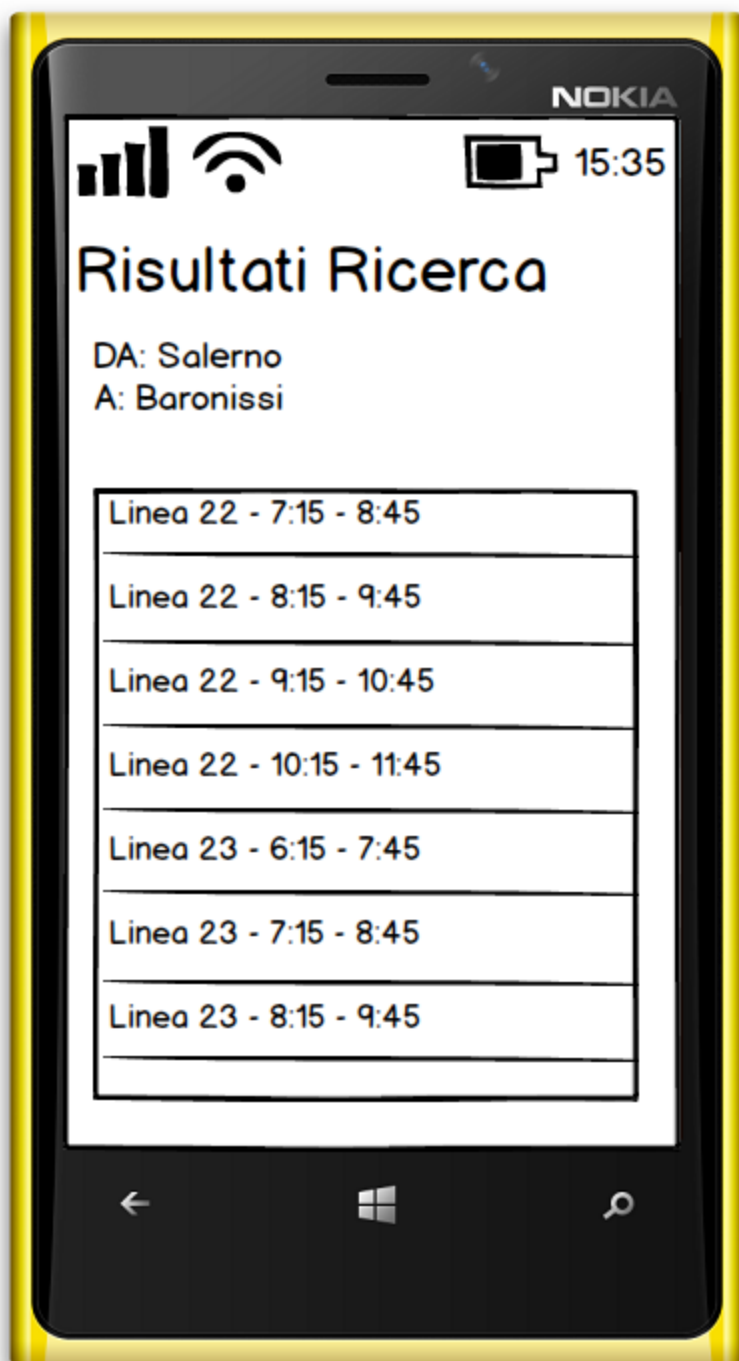 NOKIA
15:35
Risultati Ricerca
DA: Salerno
A: Baronissi
Linea 22 - 7:15 - 8:45
Linea 22 - 8:15 - 9:45
Linea 22 - 9:15 - 10:45
Linea 22 - 10:15 - 11:45
Linea 23 - 6:15 - 7:45
Linea 23 - 7:15 - 8:45
Linea 23 - 8:15 - 9:45